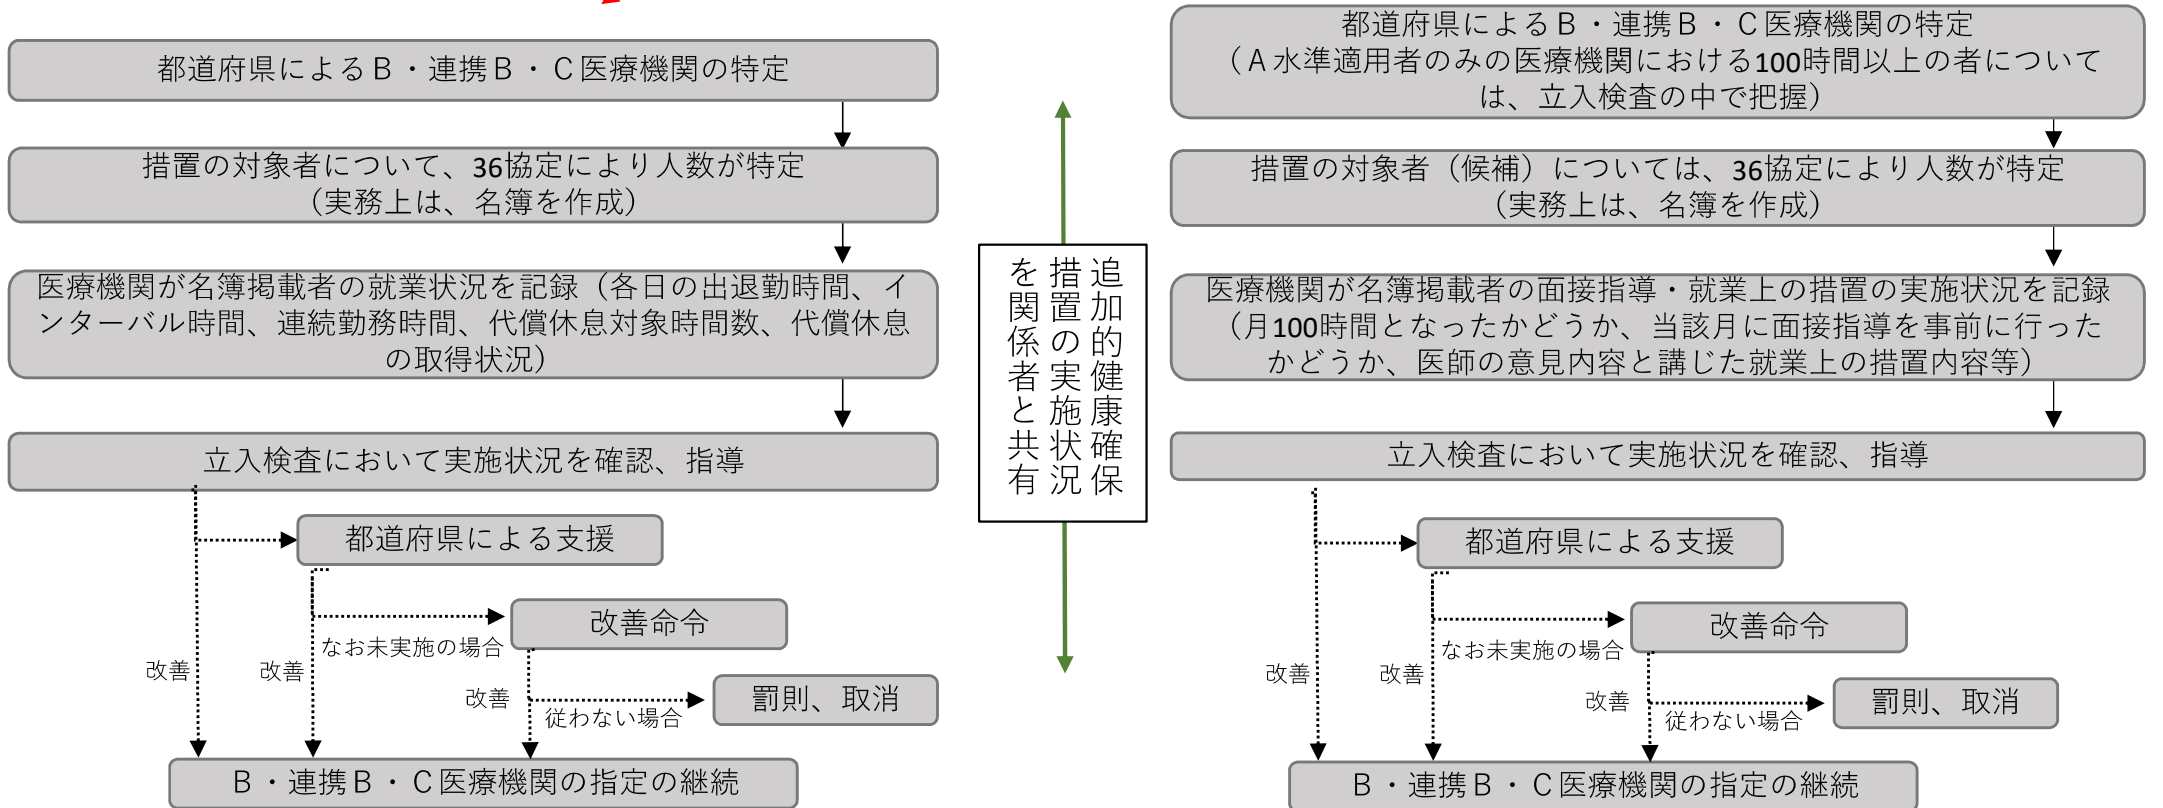 都道府県によるＢ・連携Ｂ・Ｃ医療機関の特定
措置の対象者について、36協定により人数が特定
（実務上は、名簿を作成）
医療機関が名簿掲載者の就業状況を記録（各日の出退勤時間、イ
ンターバル時間、連続勤務時間、代償休息対象時間数、代償休息
の取得状況）
立入検査において実施状況を確認、指導
都道府県による支援
改善命令
なお未実施の場合
改善
改善
改善
罰則、取消
従わない場合
Ｂ・連携Ｂ・Ｃ医療機関の指定の継続
追加的健康確保
措置の実施状況
を関係者と共有
都道府県によるＢ・連携Ｂ・Ｃ医療機関の特定
（Ａ水準適用者のみの医療機関における100時間以上の者について
は、立入検査の中で把握）
措置の対象者（候補）については、36協定により人数が特定
（実務上は、名簿を作成）
医療機関が名簿掲載者の面接指導・就業上の措置の実施状況を記録
（月100時間となったかどうか、当該月に面接指導を事前に行った
かどうか、医師の意見内容と講じた就業上の措置内容等）
立入検査において実施状況を確認、指導
都道府県による支援
改善命令
なお未実施の場合
改善
改善
改善
罰則、取消
従わない場合
Ｂ・連携Ｂ・Ｃ医療機関の指定の継続